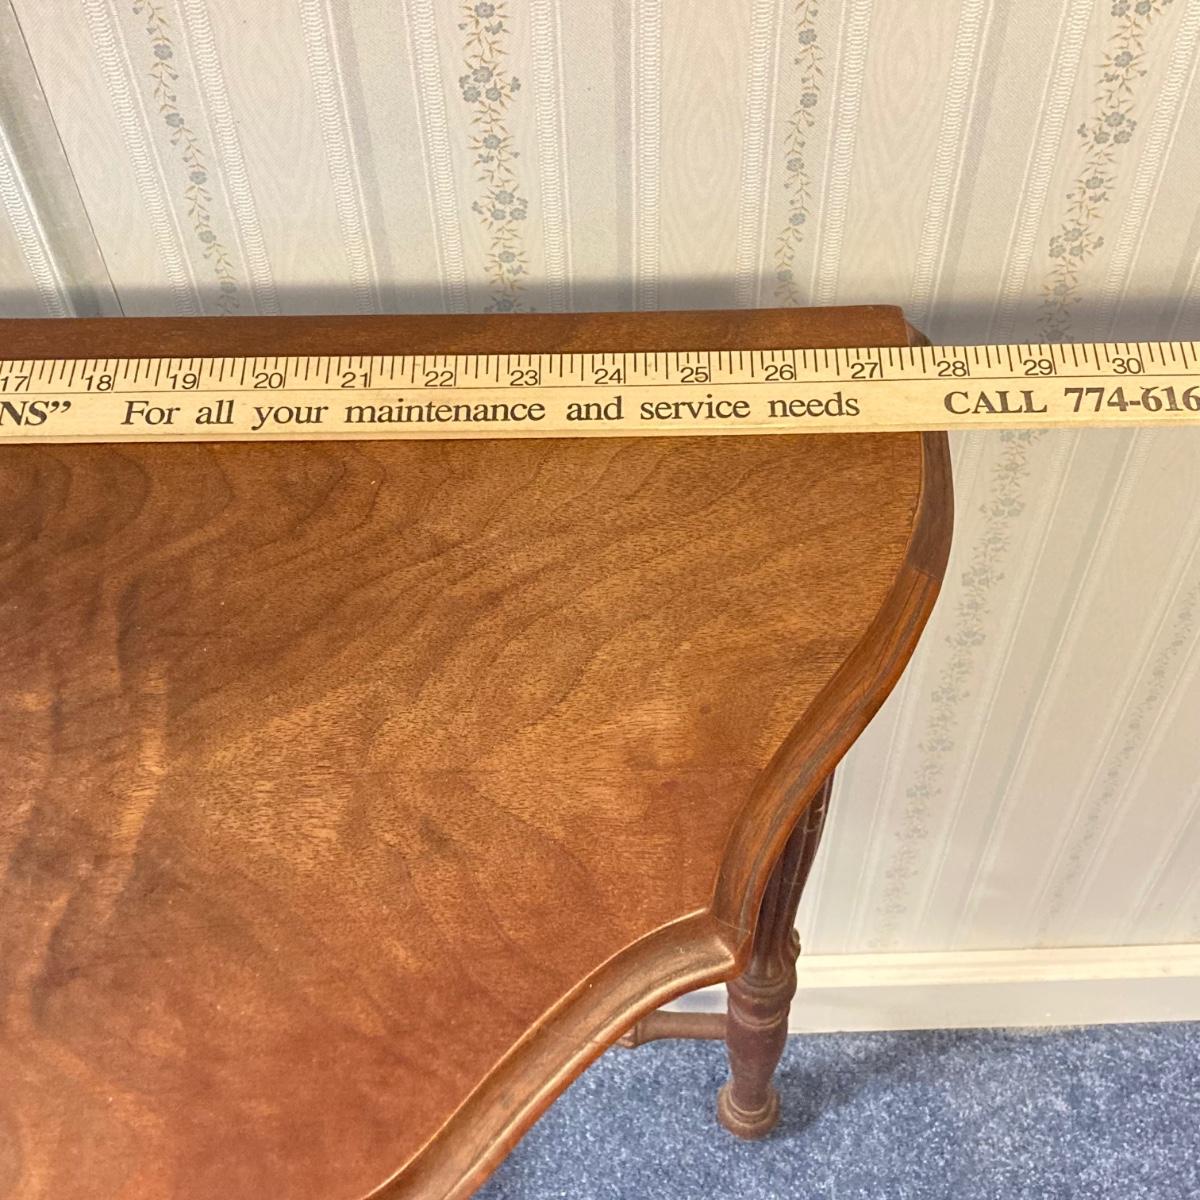 17 18 19 20 21 22 23 24 25 26 27 28 29 30
NS” For all your maintenance and service needs CALL 774-616